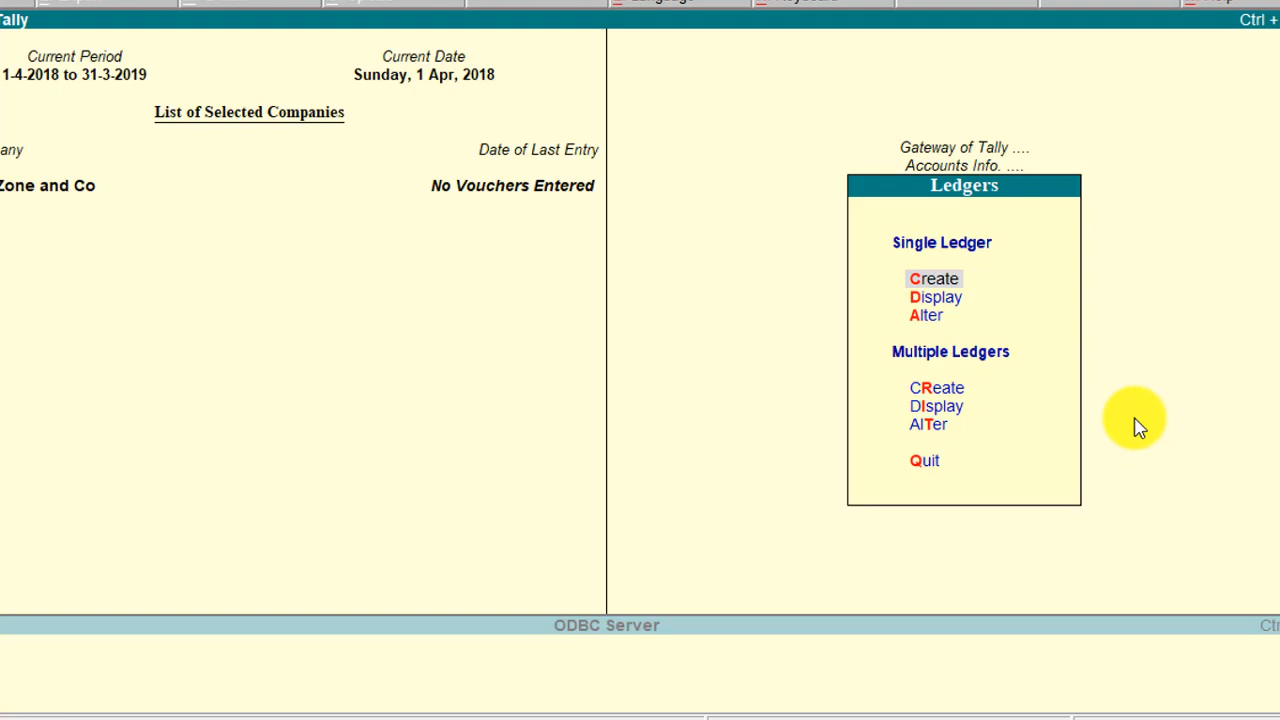 Tally
Ctrl +
Current Period
Current Date
1-4-2018 to 31-3-2019
Sunday, 1 Apr, 2018
List of Selected Companies
any
Date of Last Entry
Zone and Co
No Vouchers Entered
Gateway of Tally ....
Accounts Info. ....
Ledgers
Single Ledger
Create
Display
Alter
Multiple Ledgers
CReate
DIsplay
AlTer
Quit
ODBC Server
Ct